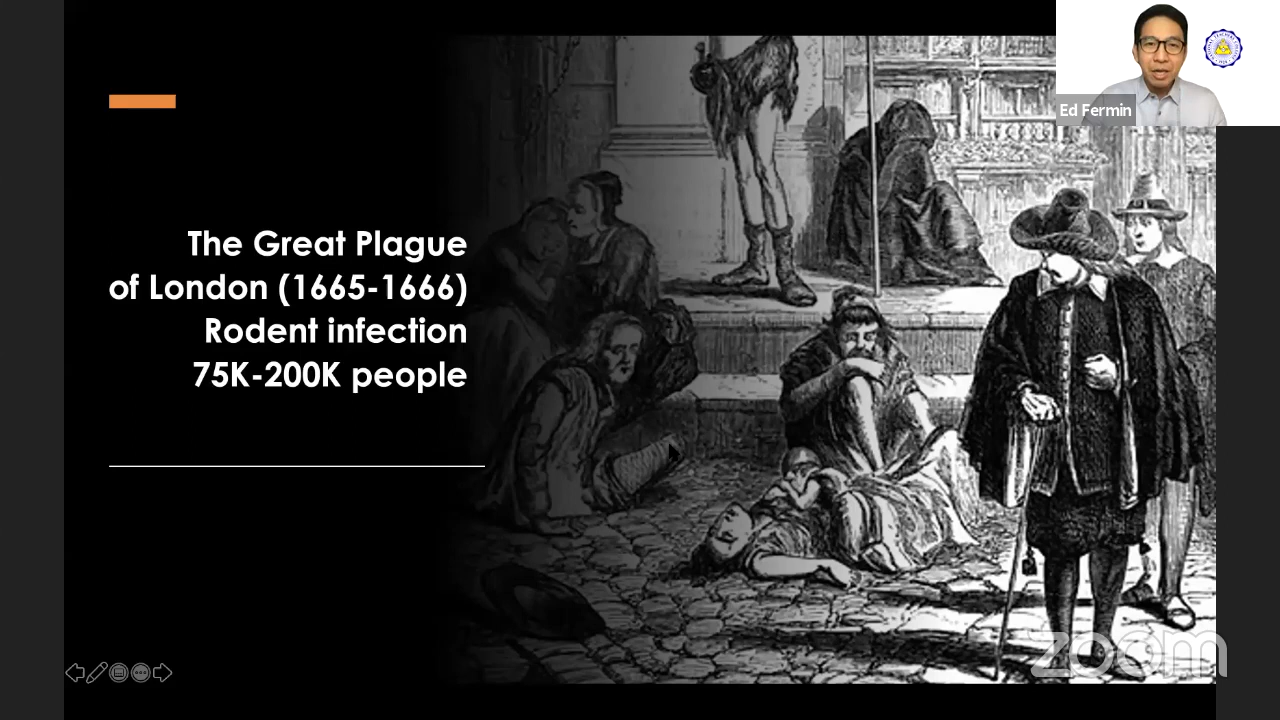 Ed Fermin
The Great Plague
of London (1665-1666)
Rodent infection
75K-200K people
zoom